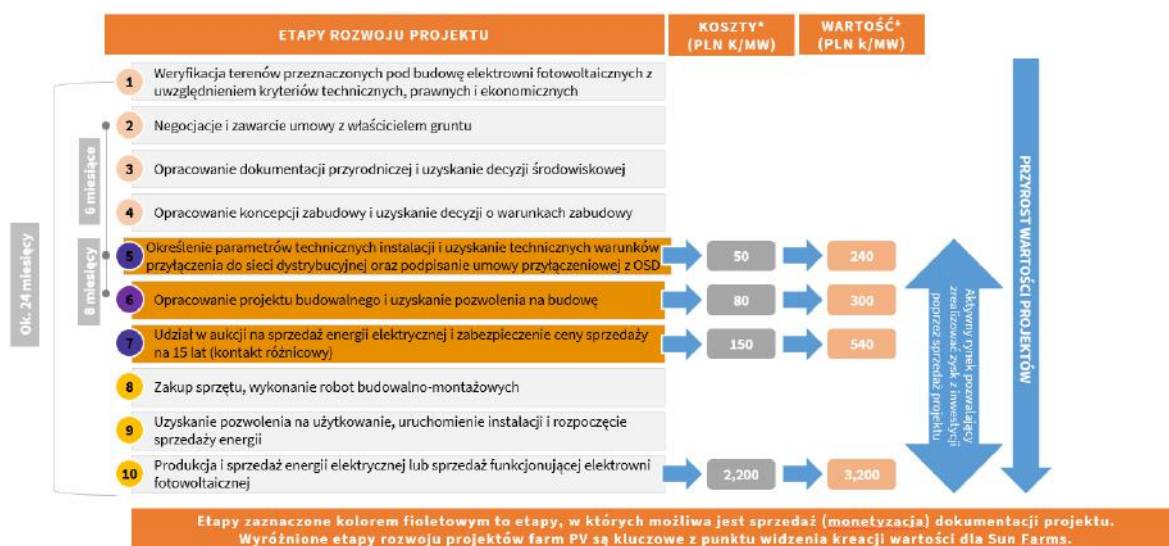 ETAPY ROZWOJU PROJEKTU
KOSZTY*
(PLN K/MW)
WARTOŚĆ*
(PLN k/MW)
1
Weryfikacja terenów przeznaczonych pod budowę elektrowni fotowoltaicznych z
uwzględnieniem kryteriów technicznych, prawnych i ekonomicznych
2
Negocjacje i zawarcie umowy z właścicielem gruntu
3
Opracowanie dokumentacji przyrodniczej i uzyskanie decyzji środowiskowej
4
Opracowanie koncepcji zabudowy i uzyskanie decyzji o warunkach zabudowy
5
Określenie parametrów technicznych instalacji i uzyskanie technicznych warunków
przyłączenia do sieci dystrybucyjnej oraz podpisanie umowy przyłączeniowej z OSD
50
240
6
Opracowanie projektu budowalnego i uzyskanie pozwolenia na budowę
80
300
7
Udział w aukcji na sprzedaż energii elektrycznej i zabezpieczenie ceny sprzedaży
na 15 lat (kontakt różnicowy)
150
540
8
Zakup sprzętu, wykonanie robot budowalno-montażowych
9
Uzyskanie pozwolenia na użytkowanie, uruchomienie instalacji i rozpoczęcie
sprzedaży energii
10
Produkcja i sprzedaż energii elektrycznej lub sprzedaż funkcjonującej elektrowni
fotowoltaicznej
2,200
3,200
Ok. 24 miesięcy
6 miesiące
8 miesięcy
Aktywny rynek pozwalający
zrealizować zysk z inwestycji
poprzez sprzedaż projektu
PRZYROST WARTOŚCI PROJEKTÓW
Etapy zaznaczone kolorem fioletowym to etapy, w których możliwa jest sprzedaż (monetyzacja) dokumentacji projektu.
Wyróżnione etapy rozwoju projektów farm PV są kluczowe z punktu widzenia kreacji wartości dla Sun Farms.